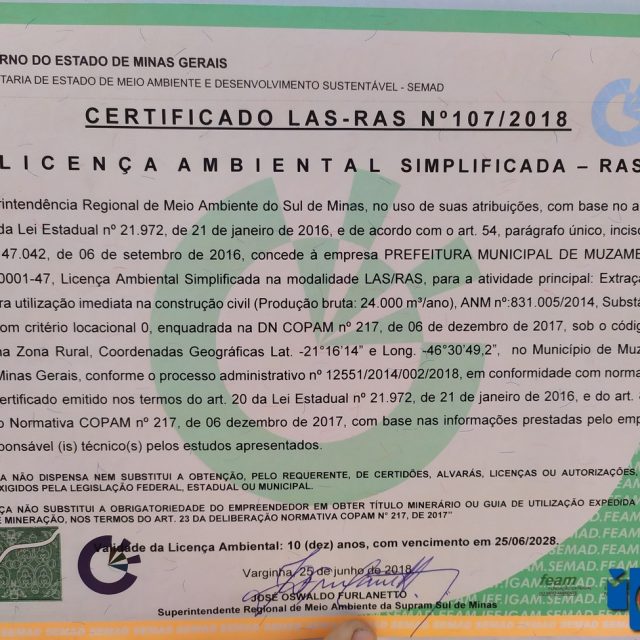 RNO DO ESTADO DE MINAS GERAIS
TARIA DE ESTADO DE MEIO AMBIENTE E DESENVOLVIMENTO SUSTENTÁVEL - SEMAD
CERTIFICADO LAS-RAS Nº107/2018
LICENÇA AMBIENTAL SIMPLIFICADA – RAS
rintendência Regional de Meio Ambiente do Sul de Minas, no uso de suas atribuições, com base no a
da Lei Estadual nº 21.972, de 21 de janeiro de 2016, e de acordo com o art. 54, parágrafo único, inciso
47.042, de 06 de setembro de 2016, concede à empresa PREFEITURA MUNICIPAL DE MUZAMB
0001-47, Licença Ambiental Simplificada na modalidade LAS/RAS, para a atividade principal: Extraçã
ra utilização imediata na construção civil (Produção bruta: 24.000 m³/ano), ANM nº:831.005/2014, Substâ
om critério locacional 0, enquadrada na DN COPAM nº 217, de 06 de dezembro de 2017, sob o códig
na Zona Rural, Coordenadas Geográficas Lat. -21°16'14" e Long. -46°30'49,2", no Município de Muz
Minas Gerais, conforme o processo administrativo nº 12551/2014/002/2018, em conformidade com norma
ertificado emitido nos termos do art. 20 da Lei Estadual nº 21.972, de 21 de janeiro de 2016, e do art. 8
o Normativa COPAM nº 217, de 06 dezembro de 2017, com base nas informações prestadas pelo emp
sponsável (is) técnico(s) pelos estudos apresentados.
A NÃO DISPENSA NEM SUBSTITUI A OBTENÇÃO, PELO REQUERENTE, DE CERTIDÕES, ALVARÁS, LICENÇAS OU AUTORIZAÇÕES,
XIGIDOS PELA LEGISLAÇÃO FEDERAL, ESTADUAL OU MUNICIPAL.
ÇA NÃO SUBSTITUI A OBRIGATORIEDADE DO EMPREENDEDOR EM OBTER TÍTULO MINERÁRIO OU GUIA DE UTILIZAÇÃO EXPEDIDA
E MINERAÇÃO, NOS TERMOS DO ART. 23 DA DELIBERAÇÃO NORMATIVA COPAM Nº 217, DE 2017"
Validade da Licença Ambiental: 10 (dez) anos, com vencimento em 25/06/2028.
Varginha, 25 de junho de 2018
JOSÉ OSWALDO FURLANETTO
Superintendente Regional de Meio Ambiente da Supram Sul de Minas
feam